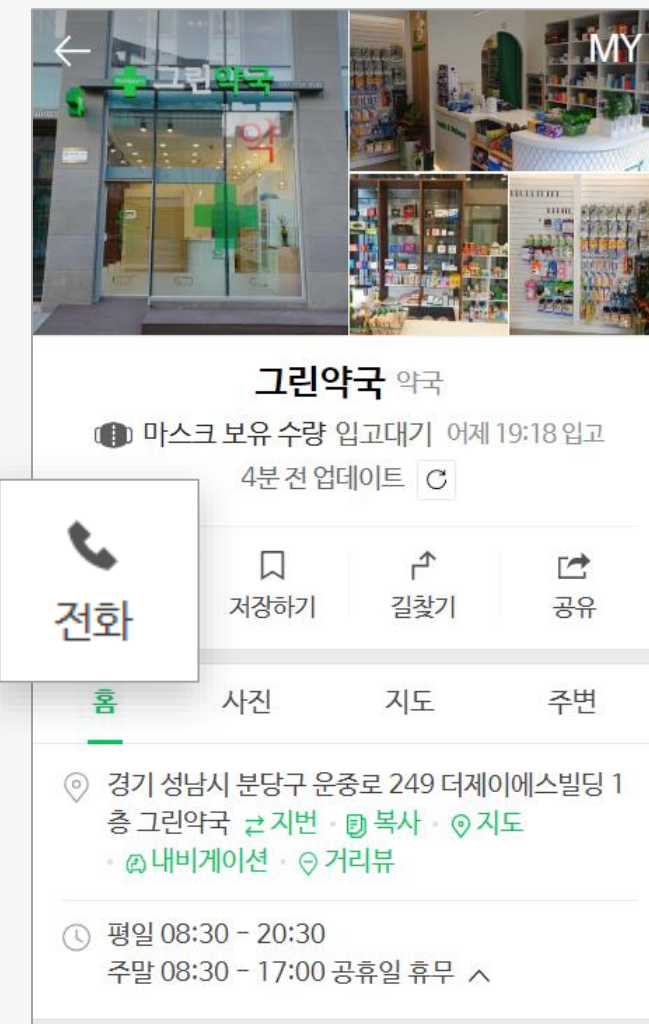 MY
그린약국
약
그린약국 약국
마스크 보유 수량 입고대기 어제 19:18 입고
4분 전 업데이트
전화
저장하기
길찾기
공유
홈
사진
지도
주변
경기 성남시 분당구 운중로 249 더제이에스빌딩 1
층 그린약국 지번 · 복사 · 지도
· 내비게이션 · 거리뷰
평일 08:30 - 20:30
주말 08:30 - 17:00 공휴일 휴무